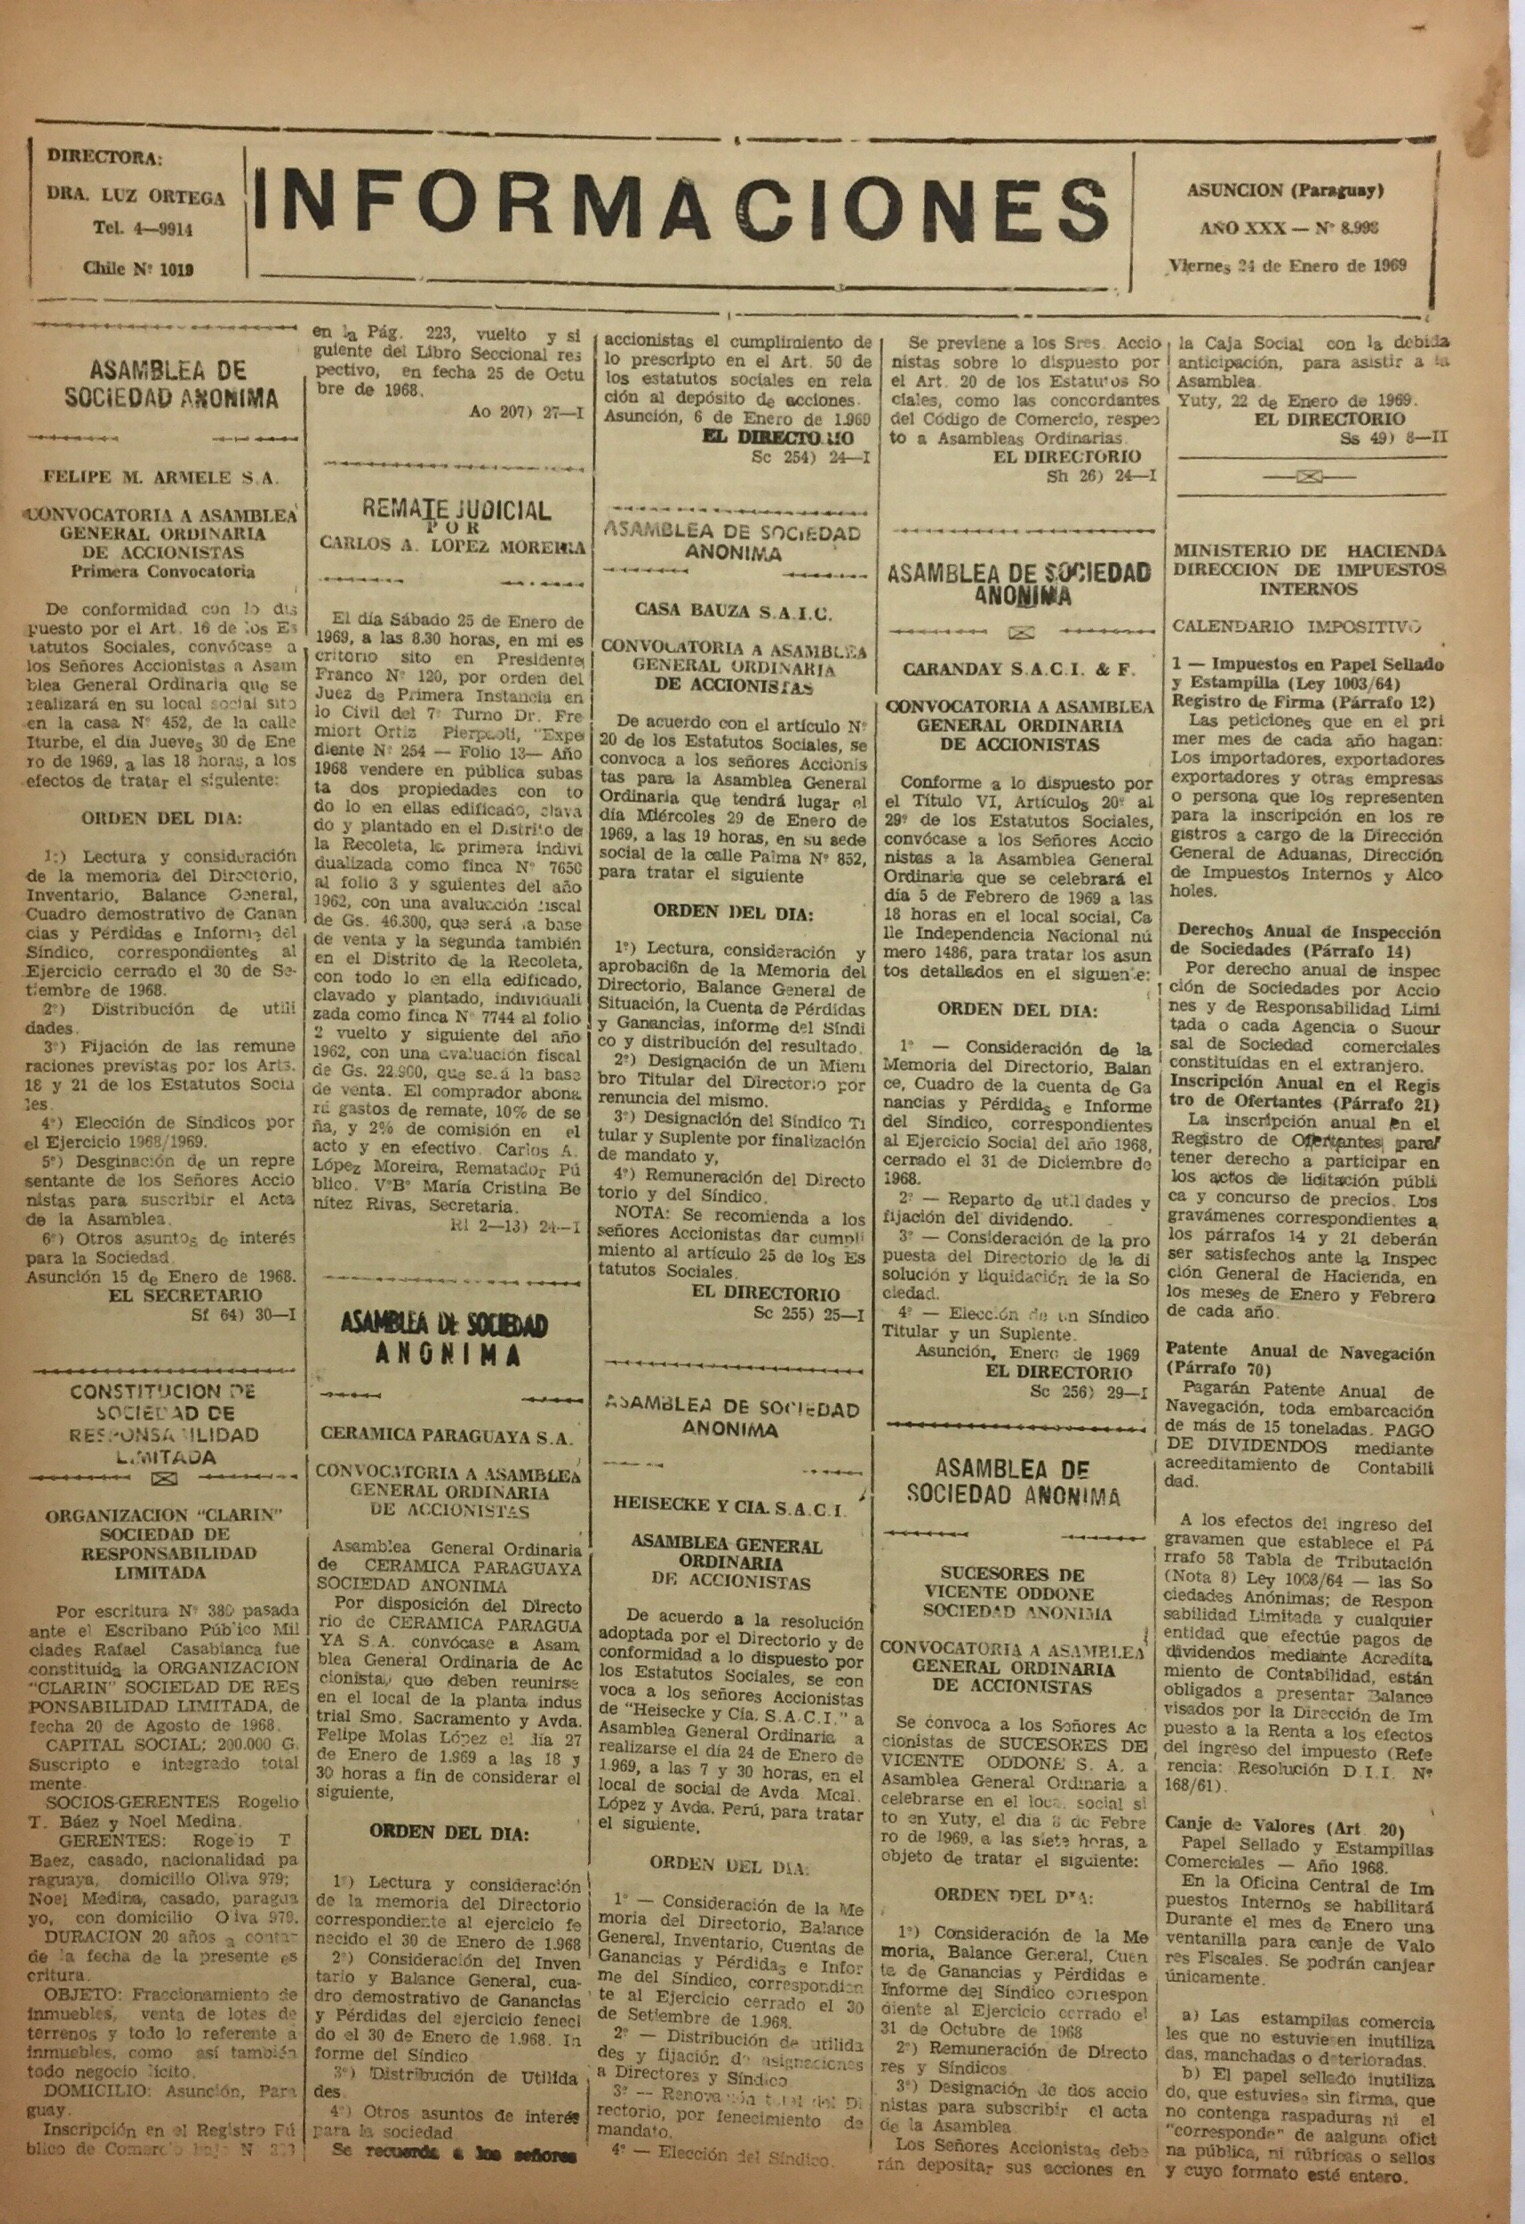 DIRECTORA:
DRA. LUZ ORTEGA
Tel. 4—9914
Chile Nº 1019
INFORMACIONES
ASUNCION (Paraguay)
AÑO XXX — Nº 8.998
Viernes 24 de Enero de 1969
ASAMBLEA DE
SOCIEDAD ANONIMA
FELIPE M. ARMELE S.A.
CONVOCATORIA A ASAMBLEA
GENERAL ORDINARIA
DE ACCIONISTAS
Primera Convocatoria
De conformidad con lo dis
puesto por el Art. 16 de los Es
tatutos Sociales, convócase a
los Señores Accionistas a Asam
blea General Ordinaria que se
realizará en su local social sito
en la casa Nº 452, de la calle
Iturbe, el día Jueves 30 de Ene
ro de 1969, a las 18 horas, a los
efectos de tratar el siguiente:
ORDEN DEL DIA:
1º) Lectura y consideración
de la memoria del Directorio,
Inventario, Balance General,
Cuadro demostrativo de Ganan
cias y Pérdidas e Informe del
Síndico, correspondientes al
Ejercicio cerrado el 30 de Se-
tiembre de 1968.
2º) Distribución de utili
dades.
3º) Fijación de las remune
raciones previstas por los Arts.
18 y 21 de los Estatutos Socia
les.
4º) Elección de Síndicos por
el Ejercicio 1968/1969.
5º) Desginación de un repre
sentante de los Señores Accio
nistas para suscribir el Acta
de la Asamblea.
6º) Otros asuntos de interés
para la Sociedad.
Asunción 15 de Enero de 1968.
EL SECRETARIO
Sf 64) 30—I
CONSTITUCION DE
SOCIEDAD DE
RESPONSABILIDAD
LIMITADA
ORGANIZACION "CLARIN"
SOCIEDAD DE
RESPONSABILIDAD
LIMITADA
Por escritura Nº 380 pasada
ante el Escribano Público Mil
clades Rafael Casabianca fue
constituida la ORGANIZACION
"CLARIN" SOCIEDAD DE RES
PONSABILIDAD LIMITADA, de
fecha 20 de Agosto de 1968.
CAPITAL SOCIAL: 200.000 G.
Suscripto e integrado total
mente.
SOCIOS-GERENTES Rogelio
T. Báez y Noel Medina.
GERENTES: Rogelio T
Baez, casado, nacionalidad pa
raguaya, domicilio Oliva 979;
Noel Medina, casado, paragua
yo, con domicilio Oliva 979.
DURACION 20 años a contar
de la fecha de la presente es
critura.
OBJETO: Fraccionamiento de
inmuebles, venta de lotes de
terrenos y todo lo referente a
inmuebles, como así también
todo negocio lícito.
DOMICILIO: Asunción, Para
guay.
Inscripción en el Registro Pú
blico de Comercio bajo N
en la Pág. 223, vuelto y si
guiente del Libro Seccional res
pectivo, en fecha 25 de Octu
bre de 1968.
Ao 207) 27—I
REMATE JUDICIAL
POR
CARLOS A. LOPEZ MOREIRA
El día Sábado 25 de Enero de
1969, a las 8.30 horas, en mi es
critorio sito en Presidente
Franco Nº 120, por orden del
Juez de Primera Instancia en
lo Civil del 7º Turno Dr. Fre
miort Ortiz Pierpaoli, "Expe
diente Nº 254 — Folio 13— Año
1968 vendere en pública subas
ta dos propiedades con to
do lo en ellas edificado, clava
do y plantado en el Distrito de
la Recoleta, la primera indivi
dualizada como finca Nº 7650
al folio 3 y sguientes del año
1962, con una avaluación fiscal
de Gs. 46.300, que será la base
de venta y la segunda también
en el Distrito de la Recoleta,
con todo lo en ella edificado,
clavado y plantado, individuali
zada como finca Nº 7744 al folio
2 vuelto y siguiente del año
1962, con una avaluación fiscal
de Gs. 22.900, que será la base
de venta. El comprador abona
rá gastos de remate, 10% de se
ña, y 2% de comisión en el
acto y en efectivo. Carlos A.
López Moreira, Rematador Pú
blico. VºBº María Cristina Be
nítez Rivas, Secretaria.
RI 2—13) 24—I
ASAMBLEA DE SOCIEDAD
ANONIMA
CERAMICA PARAGUAYA S.A.
CONVOCATORIA A ASAMBLEA
GENERAL ORDINARIA
DE ACCIONISTAS
Asamblea General Ordinaria
de CERAMICA PARAGUAYA
SOCIEDAD ANONIMA
Por disposición del Directo
rio de CERAMICA PARAGUA
YA S.A. convócase a Asam
blea General Ordinaria de Ac
cionista, que deben reunirse
en el local de la planta indus
trial Smo. Sacramento y Avda.
Felipe Molas López el día 27
de Enero de 1.969 a las 18 y
30 horas a fin de considerar el
siguiente,
ORDEN DEL DIA:
1º) Lectura y consideración
de la memoria del Directorio
correspondiente al ejercicio fe
necido el 30 de Enero de 1.968
2º) Consideración del Inven
tario y Balance General, cua-
dro demostrativo de Ganancias
y Pérdidas del ejercicio feneci
do el 30 de Enero de 1.968. In
forme del Síndico
3º) Distribución de Utilida
des.
4º) Otros asuntos de interés
para la sociedad
Se recuerda a los señores
accionistas el cumplimiento de
lo prescripto en el Art. 50 de
los estatutos sociales en rela
ción al depósito de acciones.
Asunción, 6 de Enero de 1.969
EL DIRECTORIO
Sc 254) 24—I
ASAMBLEA DE SOCIEDAD
ANONIMA
CASA BAUZA S.A.I.C.
CONVOCATORIA A ASAMBLEA
GENERAL ORDINARIA
DE ACCIONISTAS
De acuerdo con el artículo Nº
20 de los Estatutos Sociales, se
convoca a los señores Accionis
tas para la Asamblea General
Ordinaria que tendrá lugar el
día Miércoles 29 de Enero de
1969, a las 19 horas, en su sede
social de la calle Palma Nº 852,
para tratar el siguiente
ORDEN DEL DIA:
1º) Lectura, consideración y
aprobación de la Memoria del
Directorio, Balance General de
Situación, la Cuenta de Pérdidas
y Ganancias, informe del Síndi
co y distribución del resultado.
2º) Designación de un Miem
bro Titular del Directorio por
renuncia del mismo.
3º) Designación del Síndico Ti
tular y Suplente por finalización
de mandato y,
4º) Remuneración del Directo
torio y del Síndico.
NOTA: Se recomienda a los
señores Accionistas dar cumpli
miento al artículo 25 de los Es
tatutos Sociales.
EL DIRECTORIO
Sc 255) 25—I
ASAMBLEA DE SOCIEDAD
ANONIMA
HEISECKE Y CIA. S.A.C.I.
ASAMBLEA GENERAL
ORDINARIA
DE ACCIONISTAS
De acuerdo a la resolución
adoptada por el Directorio y de
conformidad a lo dispuesto por
los Estatutos Sociales, se con
voca a los señores Accionistas
de "Heisecke y Cía. S.A.C.I." a
Asamblea General Ordinaria a
realizarse el día 24 de Enero de
1.969, a las 7 y 30 horas, en el
local de social de Avda Mcal.
López y Avda. Perú, para tratar
el siguiente,
ORDEN DEL DIA:
1º — Consideración de la Me
moria del Directorio, Balance
General, Inventario, Cuentas de
Ganancias y Pérdidas e Infor
me del Síndico, correspondien
te al Ejercicio cerrado el 30
de Setiembre de 1.968.
2º — Distribución de utilida
des y fijación de asignaciones
a Directores y Síndico
3º — Renovación total del Di
rectorio, por fenecimiento de
mandato.
4º — Elección del Síndico.
Se previene a los Sres. Accio
nistas sobre lo dispuesto por
el Art. 20 de los Estatutos So
ciales, como las concordantes
del Código de Comercio, respec
to a Asambleas Ordinarias.
EL DIRECTORIO
Sh 26) 24—I
ASAMBLEA DE SOCIEDAD
ANONIMA
CARANDAY S.A.C.I. & F.
CONVOCATORIA A ASAMBLEA
GENERAL ORDINARIA
DE ACCIONISTAS
Conforme a lo dispuesto por
el Título VI, Artículos 20º al
29º de los Estatutos Sociales,
convócase a los Señores Accio
nistas a la Asamblea General
Ordinaria que se celebrará el
día 5 de Febrero de 1969 a las
18 horas en el local social, Ca
lle Independencia Nacional nú
mero 1486, para tratar los asun
tos detallados en el siguiente:
ORDEN DEL DIA:
1º — Consideración de la
Memoria del Directorio, Balan
ce, Cuadro de la cuenta de Ga
nancias y Pérdidas e Informe
del Síndico, correspondientes
al Ejercicio Social del año 1968,
cerrado el 31 de Diciembre de
1968.
2º — Reparto de utilidades y
fijación del dividendo.
3º — Consideración de la pro
puesta del Directorio de la di
solución y liquidación de la So
ciedad.
4º — Elección de un Síndico
Titular y un Suplente.
Asunción, Enero de 1969
EL DIRECTORIO
Sc 256) 29—I
ASAMBLEA DE
SOCIEDAD ANONIMA
SUCESORES DE
VICENTE ODDONE
SOCIEDAD ANONIMA
CONVOCATORIA A ASAMBLEA
GENERAL ORDINARIA
DE ACCIONISTAS
Se convoca a los Señores Ac
cionistas de SUCESORES DE
VICENTE ODDONE S. A. a
Asamblea General Ordinaria a
celebrarse en el local social si
to en Yuty, el día 8 de Febre
ro de 1969, a las siete horas, a
objeto de tratar el siguiente:
ORDEN DEL DIA:
1º) Consideración de la Me
moria, Balance General, Cuen
ta de Ganancias y Pérdidas e
Informe del Síndico correspon
diente al Ejercicio cerrado el
31 de Octubre de 1968
2º) Remuneración de Directo
res y Síndicos
3º) Designación de dos accio
nistas para subscribir el acta
de la Asamblea
Los Señores Accionistas debe
rán depositar sus acciones en
la Caja Social con la debida
anticipación, para asistir a la
Asamblea.
Yuty, 22 de Enero de 1969.
EL DIRECTORIO
Ss 49) 8—II
MINISTERIO DE HACIENDA
DIRECCION DE IMPUESTOS
INTERNOS
CALENDARIO IMPOSITIVO
1 — Impuestos en Papel Sellado
y Estampilla (Ley 1003/64)
Registro de Firma (Párrafo 12)
Las peticiones que en el pri
mer mes de cada año hagan:
Los importadores, exportadores
exportadores y otras empresas
o persona que los representen
para la inscripción en los re
gistros a cargo de la Dirección
General de Aduanas, Dirección
de Impuestos Internos y Alco
holes.
Derechos Anual de Inspección
de Sociedades (Párrafo 14)
Por derecho anual de inspec
ción de Sociedades por Accio
nes y de Responsabilidad Limi
tada o cada Agencia o Sucur
sal de Sociedad comerciales
constituídas en el extranjero.
Inscripción Anual en el Regis
tro de Ofertantes (Párrafo 21)
La inscripción anual en el
Registro de Ofertantes para
tener derecho a participar en
los actos de liditación públi
ca y concurso de precios. Los
gravámenes correspondientes a
los párrafos 14 y 21 deberán
ser satisfechos ante la Inspec
ción General de Hacienda, en
los meses de Enero y Febrero
de cada año.
Patente Anual de Navegación
(Párrafo 70)
Pagarán Patente Anual de
Navegación, toda embarcación
de más de 15 toneladas. PAGO
DE DIVIDENDOS mediante
acreeditamiento de Contabili
dad.
A los efectos del ingreso del
gravamen que establece el Pá
rrafo 58 Tabla de Tributación
(Nota 8) Ley 1003/64 — las So
ciedades Anónimas; de Respon
sabilidad Limitada y cualquier
entidad que efectúe pagos de
dividendos mediante Acredita
miento de Contabilidad, están
obligados a presentar Balance
visados por la Dirección de Im
puesto a la Renta a los efectos
del ingreso del impuesto (Refe
rencia: Resolución D.I.I. Nº
168/61).
Canje de Valores (Art. 20)
Papel Sellado y Estampillas
Comerciales — Año 1968.
En la Oficina Central de Im
puestos Internos se habilitará
Durante el mes de Enero una
ventanilla para canje de Valo
res Fiscales. Se podrán canjear
únicamente.
a) Las estampilas comercia
les que no estuvieren inutiliza
das, manchadas o deterioradas.
b) El papel sellado inutiliza
do, que estuviese sin firma, que
no contenga raspaduras ni el
"corresponde" de aalguna ofici
na pública, ni rúbricas o sellos
y cuyo formato esté entero.